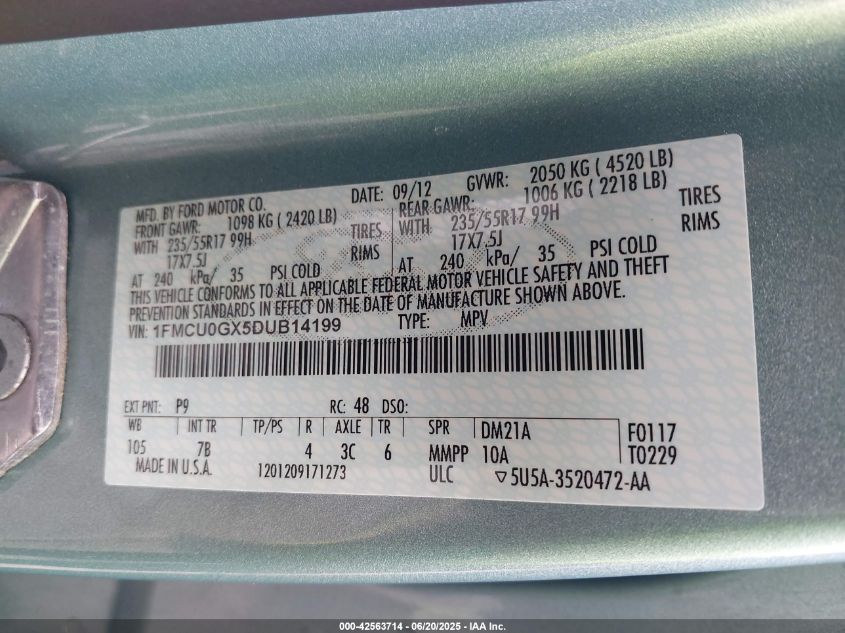 MFD. BY FORD MOTOR CO.
DATE: 09/12
GVWR: 2050 KG ( 4520 LB)
FRONT GAWR: 1098 KG ( 2420 LB)
WITH 235/55R17 99H TIRES
17X7.5J RIMS
AT 240 kPa/ 35 PSI COLD
REAR GAWR: 1006 KG ( 2218 LB)
WITH 235/55R17 99H TIRES
17X7.5J RIMS
AT 240 kPa/ 35 PSI COLD
THIS VEHICLE CONFORMS TO ALL APPLICABLE FEDERAL MOTOR VEHICLE SAFETY AND THEFT
PREVENTION STANDARDS IN EFFECT ON THE DATE OF MANUFACTURE SHOWN ABOVE.
VIN: 1FMCU0GX5DUB14199 TYPE: MPV
EXT PNT: P9 RC: 48 DSO:
WB INT TR TP/PS R AXLE TR SPR DM21A F0117
105 7B 4 3C 6 MMPP 10A T0229
MADE IN U.S.A. 1201209171273 ULC ▽5U5A-3520472-AA
000-42563714 - 06/20/2025 - IAA Inc.